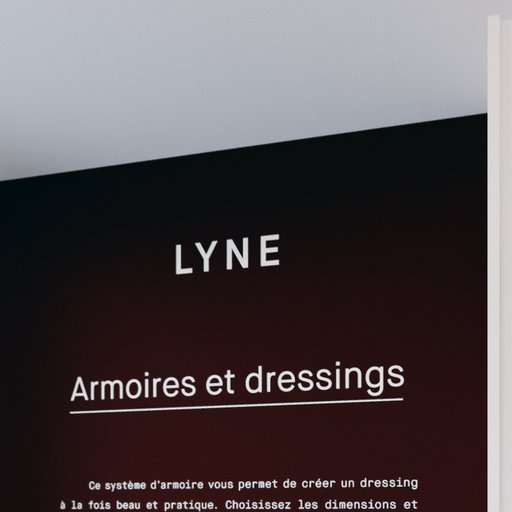 LYNE
Armoires et dressings
Ce système d'armoire vous permet de créer un dressing
à la fois beau et pratique. Choisissez les dimensions et